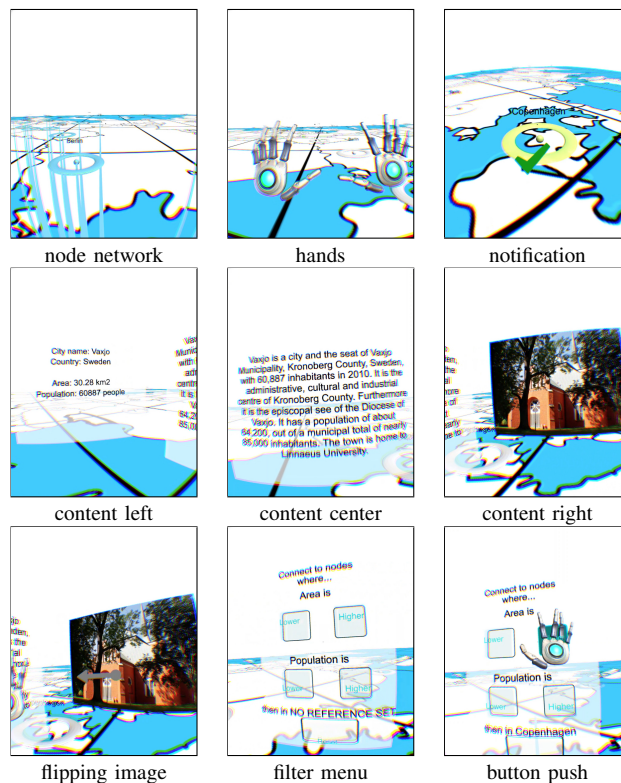 Berlin
Copenhagen
node network
hands
notification
City name: Vaxjo
Country: Sweden
Area: 30.28 km2
Population: 60887 people
Vaxjo is a city and the seat of Vaxjo
Municipality, Kronoberg County, Sweden,
with 60,887 inhabitants in 2010. It is the
administrative, cultural and industrial
centre of Kronoberg County. Furthermore
it is the episcopal see of the Diocese of
Vaxjo. It has a population of about
64,200, out of a municipal total of nearly
85,000 inhabitants. The town is home to
Linnaeus University.
content left
content center
content right
Connect to nodes
where...
Area is
Lower
Higher
Population is
Lower
Higher
then in NO REFERENCE SET
Connect to nodes
where...
Area is
Lower
Population is
Lower
Higher
then in Copenhagen
flipping image
filter menu
button push